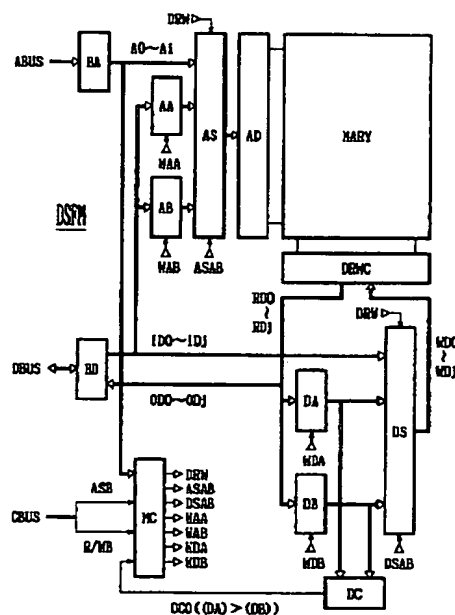 DRW
ABUS
BA
A0~Ai
AA
AS
AD
MARY
WAA
DSFM
AB
WAB
ASAB
DRWC
RD0
~
RDj
DRW
WD0
~
WDj
ID0~IDj
DBUS
BD
OD0~ODj
DA
DS
WDA
ASB
MC
DRW
ASAB
DSAB
WAA
WAB
WDA
WDB
DB
CBUS
R/WB
WDB
DSAB
DC
DCO((DA)>(DB))